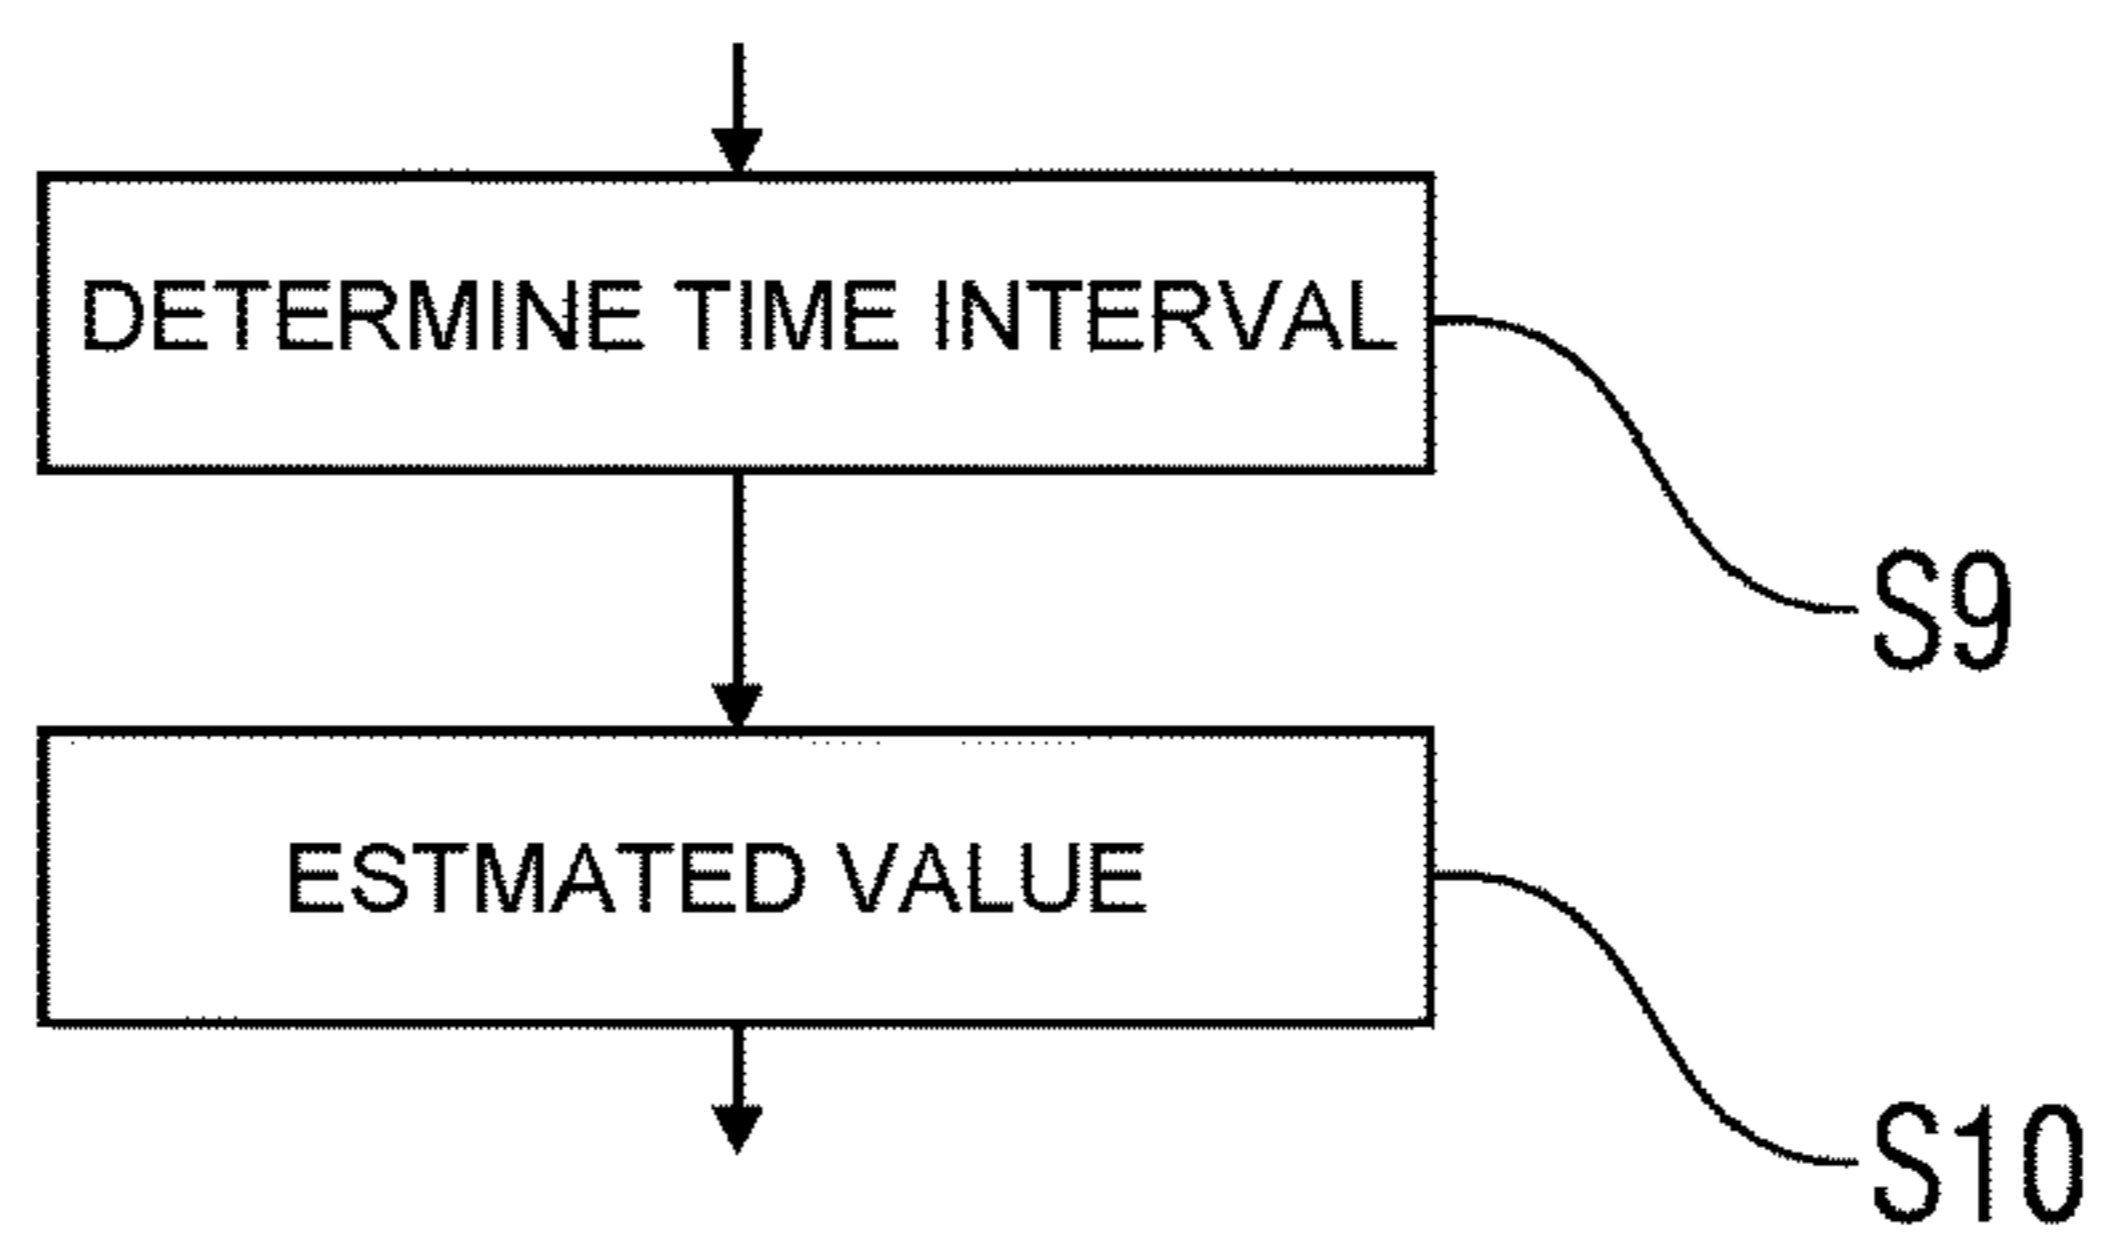 DETERMINE TIME INTERVAL
S9
ESTMATED VALUE
S10